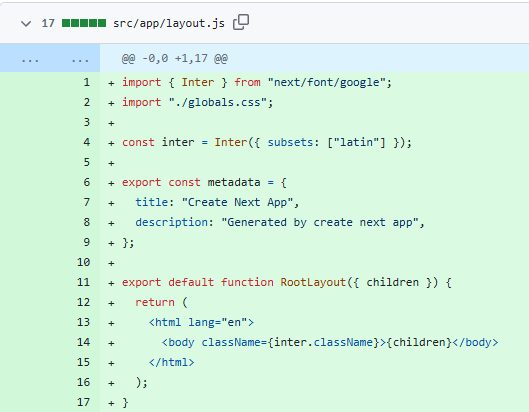 17 src/app/layout.js
... ... @@ -0,0 +1,17 @@
1 + import { Inter } from "next/font/google";
2 + import "./globals.css";
3 +
4 + const inter = Inter({ subsets: ["latin"] });
5 +
6 + export const metadata = {
7 +   title: "Create Next App",
8 +   description: "Generated by create next app",
9 + };
10 +
11 + export default function RootLayout({ children }) {
12 +   return (
13 +     <html lang="en">
14 +       <body className={inter.className}>{children}</body>
15 +     </html>
16 +   );
17 + }